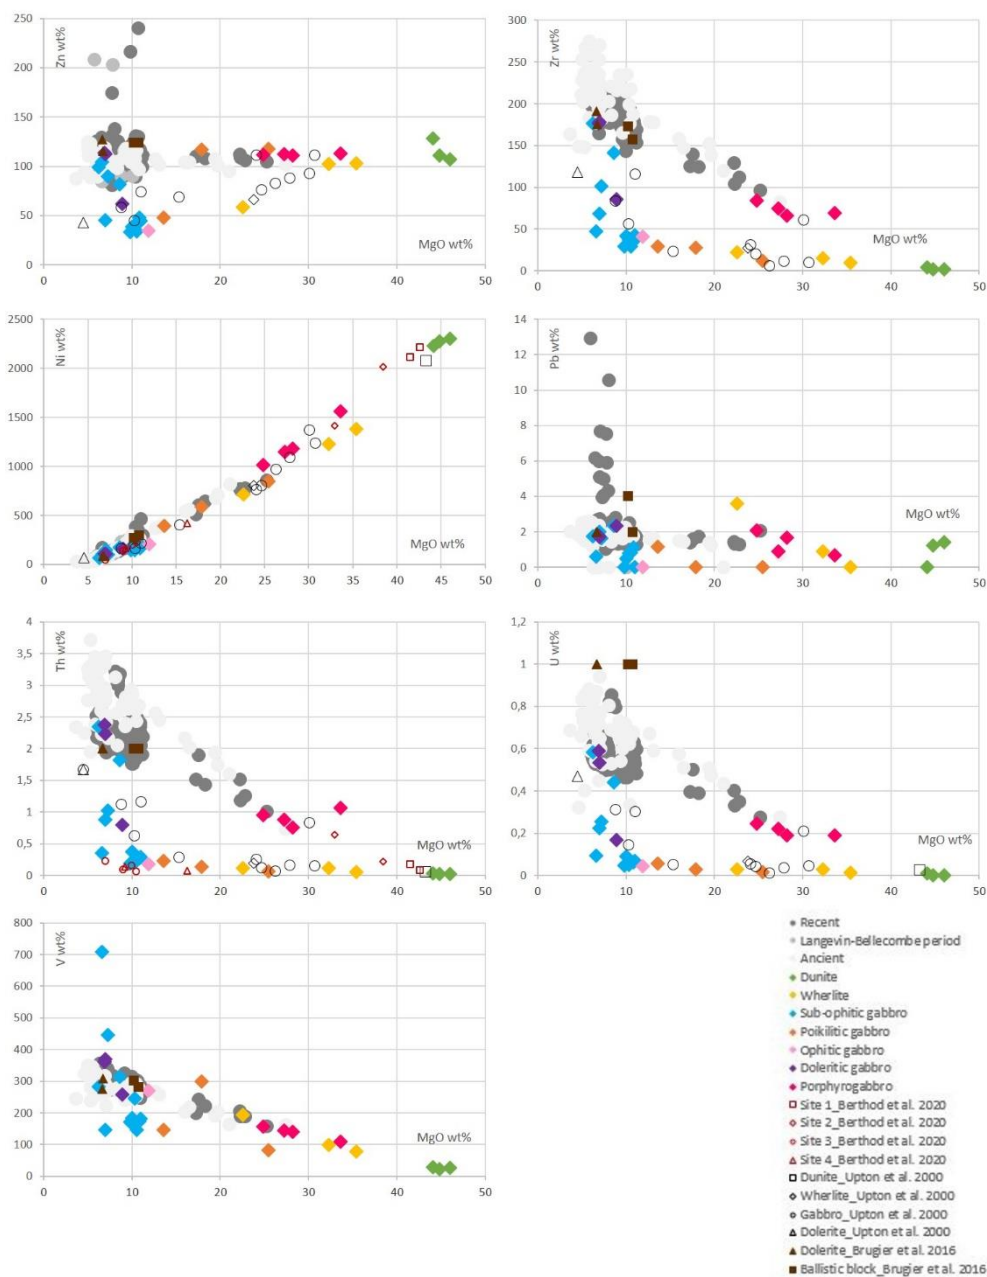 Zn wt%
250
200
150
100
50
0
MgO wt%
0 10 20 30 40 50
Zr wt%
300
250
200
150
100
50
0
MgO wt%
0 10 20 30 40 50
Ni wt%
2500
2000
1500
1000
500
0
MgO wt%
0 5 10 15 20 25 30 35 40 45 50
Pb wt%
14
12
10
8
6
4
2
0
MgO wt%
0 10 20 30 40 50
Th wt%
4
3,5
3
2,5
2
1,5
1
0,5
0
MgO wt%
0 10 20 30 40 50
U wt%
1,2
1
0,8
0,6
0,4
0,2
0
MgO wt%
0 10 20 30 40 50
V wt%
800
700
600
500
400
300
200
100
0
MgO wt%
0 10 20 30 40 50
Recent
Langevin-Bellecombe period
Ancient
Dunite
Wherlite
Sub-ophitic gabbro
Poikilitic gabbro
Ophitic gabbro
Doleritic gabbro
Porphyrogabbro
Site 1_Berthod et al. 2020
Site 2_Berthod et al. 2020
Site 3_Berthod et al. 2020
Site 4_Berthod et al. 2020
Dunite_Upton et al. 2000
Wherlite_Upton et al. 2000
Gabbro_Upton et al. 2000
Dolerite_Upton et al. 2000
Dolerite_Brugier et al. 2016
Ballistic block_Brugier et al. 2016